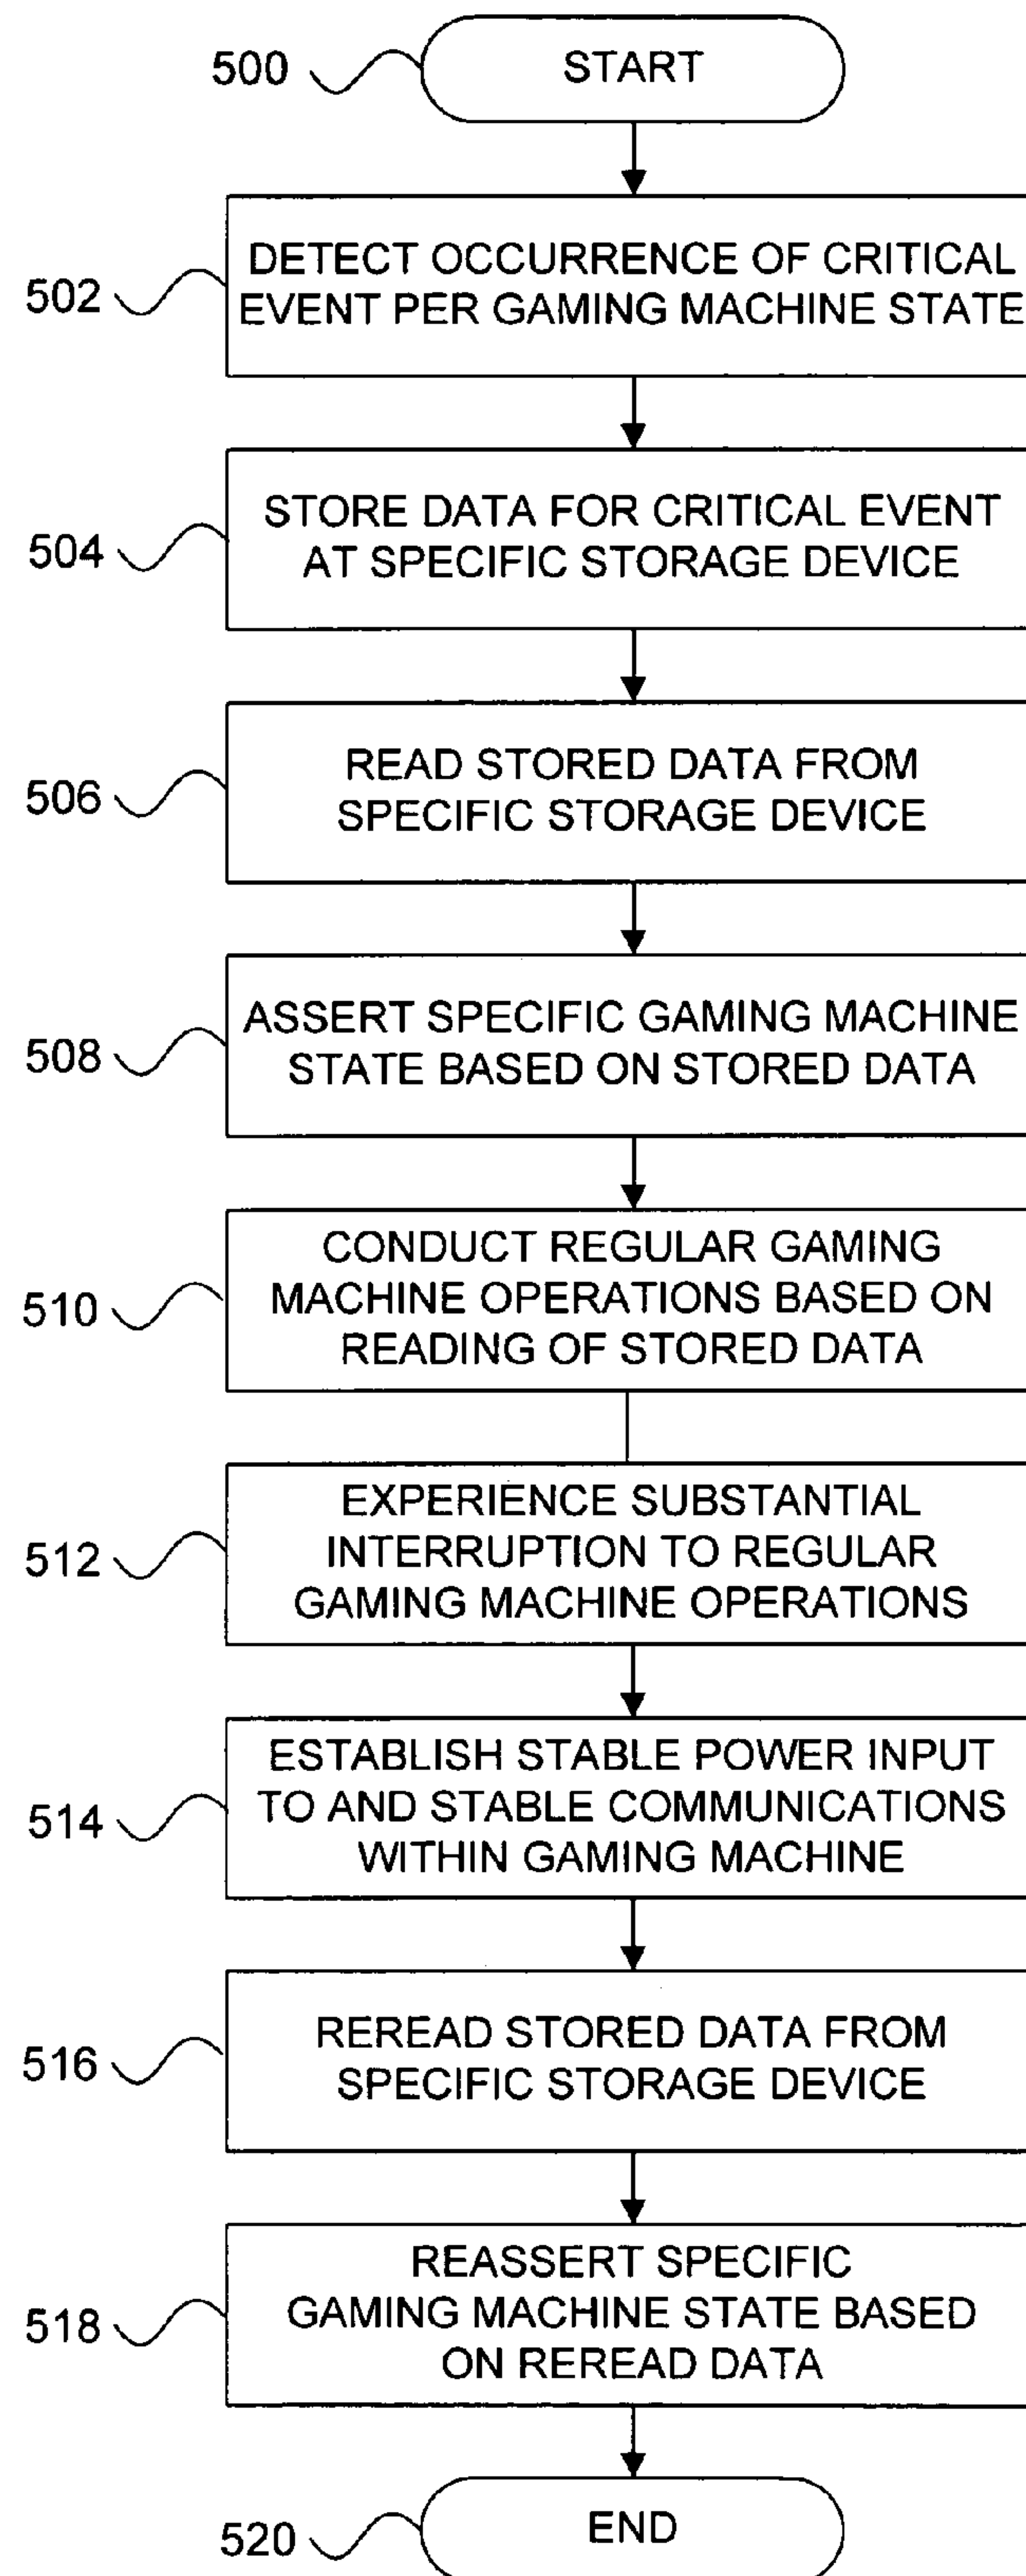 500
START
502
DETECT OCCURRENCE OF CRITICAL
EVENT PER GAMING MACHINE STATE
504
STORE DATA FOR CRITICAL EVENT
AT SPECIFIC STORAGE DEVICE
506
READ STORED DATA FROM
SPECIFIC STORAGE DEVICE
508
ASSERT SPECIFIC GAMING MACHINE
STATE BASED ON STORED DATA
510
CONDUCT REGULAR GAMING
MACHINE OPERATIONS BASED ON
READING OF STORED DATA
512
EXPERIENCE SUBSTANTIAL
INTERRUPTION TO REGULAR
GAMING MACHINE OPERATIONS
514
ESTABLISH STABLE POWER INPUT
TO AND STABLE COMMUNICATIONS
WITHIN GAMING MACHINE
516
REREAD STORED DATA FROM
SPECIFIC STORAGE DEVICE
518
REASSERT SPECIFIC
GAMING MACHINE STATE BASED
ON REREAD DATA
520
END